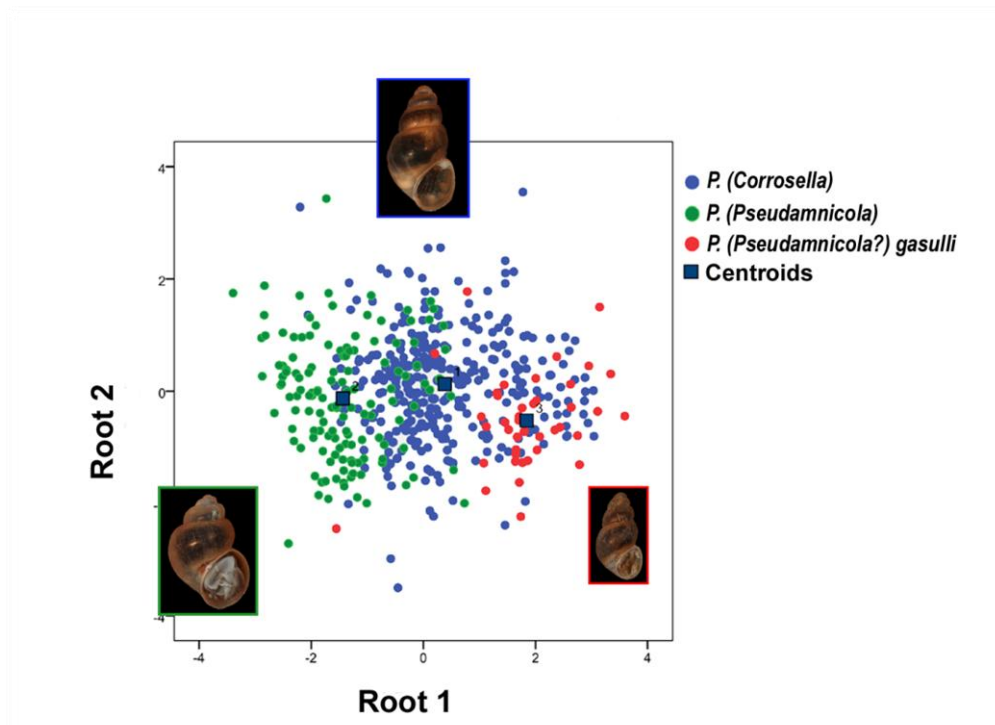 P. (Corrosella)
P. (Pseudamnicola)
P. (Pseudamnicola?) gasulli
Centroids
4
2
0
-
-4
1
2
3
-4
-2
0
2
4
Root 2
Root 1